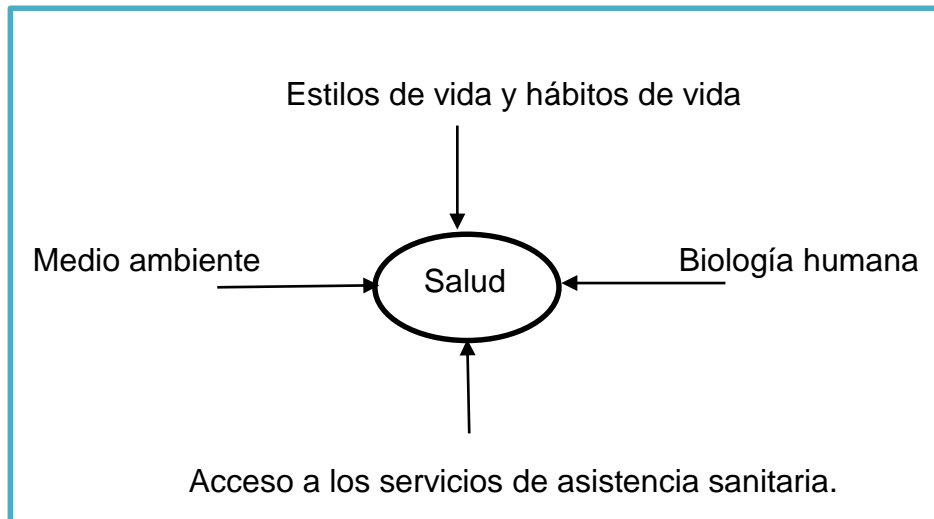 Estilos de vida y hábitos de vida
Medio ambiente
Salud
Biología humana
Acceso a los servicios de asistencia sanitaria.